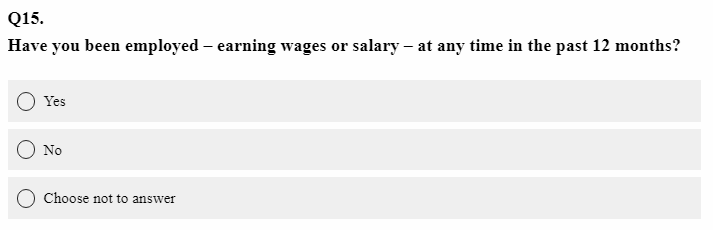 Q15.
Have you been employed – earning wages or salary – at any time in the past 12 months?
Yes
No
Choose not to answer